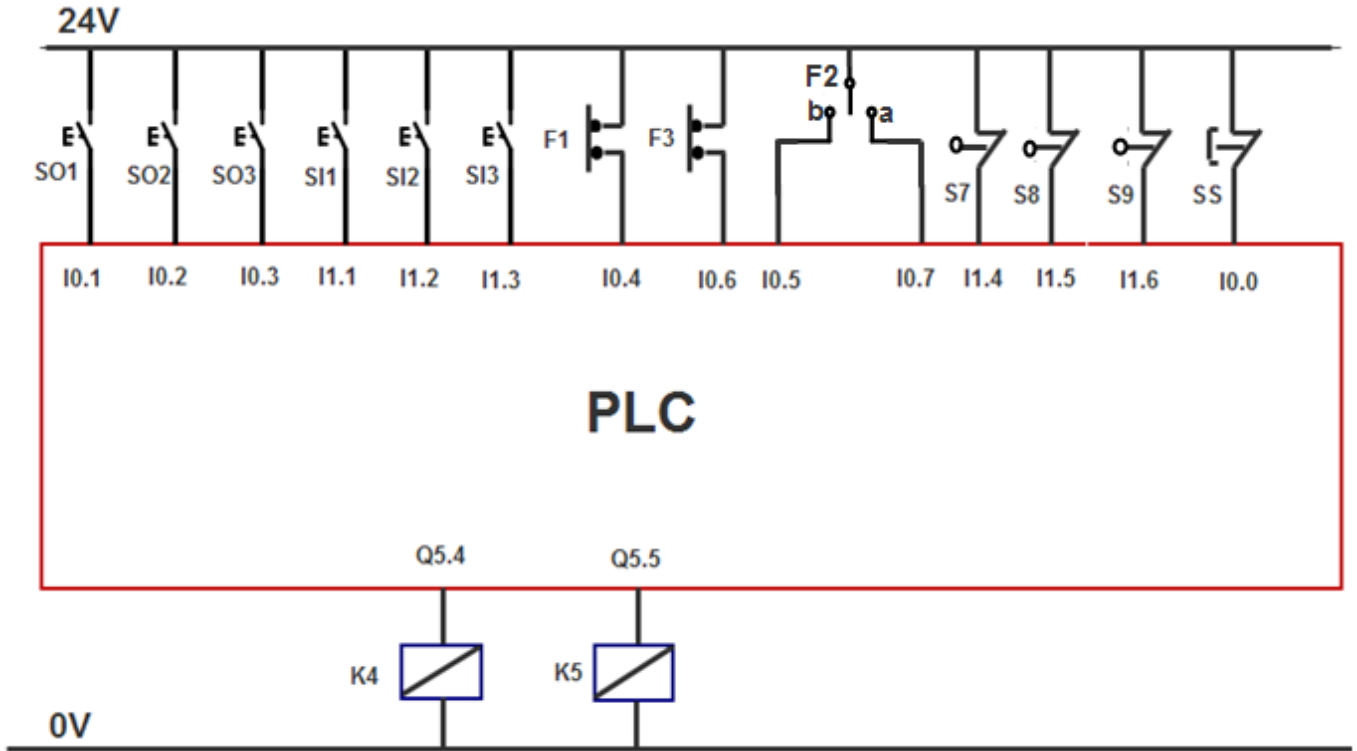 24V
F2
b a
SO1 SO2 SO3 SI1 SI2 SI3 F1 F3 S7 S8 S9 SS
I0.1 I0.2 I0.3 I1.1 I1.2 I1.3 I0.4 I0.6 I0.5 I0.7 I1.4 I1.5 I1.6 I0.0
PLC
Q5.4 Q5.5
K4 K5
0V